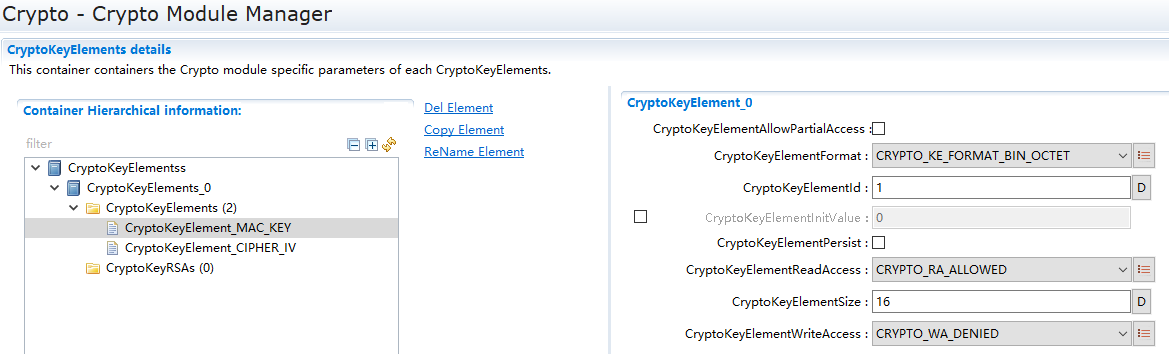 Crypto - Crypto Module Manager
CryptoKeyElements details
This container containers the Crypto module specific parameters of each CryptoKeyElements.
Container Hierarchical information:
filter
CryptoKeyElementss
CryptoKeyElements_0
CryptoKeyElements (2)
CryptoKeyElement_MAC_KEY
CryptoKeyElement_CIPHER_IV
CryptoKeyRSAs (0)
Del Element
Copy Element
ReName Element
CryptoKeyElement_0
CryptoKeyElementAllowPartialAccess :
CryptoKeyElementFormat : CRYPTO_KE_FORMAT_BIN_OCTET
CryptoKeyElementId : 1 D
CryptoKeyElementInitValue : 0
CryptoKeyElementPersist :
CryptoKeyElementReadAccess : CRYPTO_RA_ALLOWED
CryptoKeyElementSize : 16 D
CryptoKeyElementWriteAccess : CRYPTO_WA_DENIED